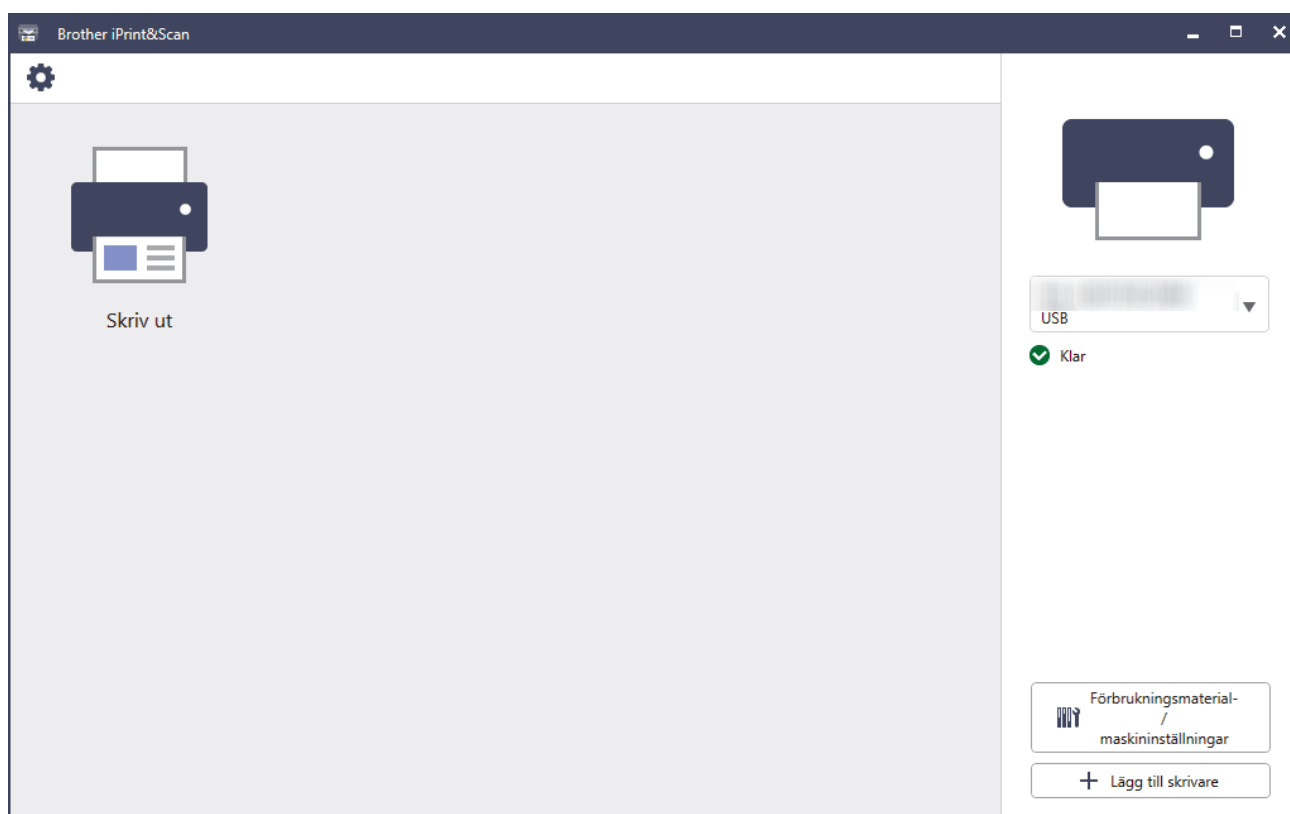 Brother iPrint&Scan
Skriv ut
USB
Klar
Förbrukningsmaterial-
/
maskininställningar
Lägg till skrivare